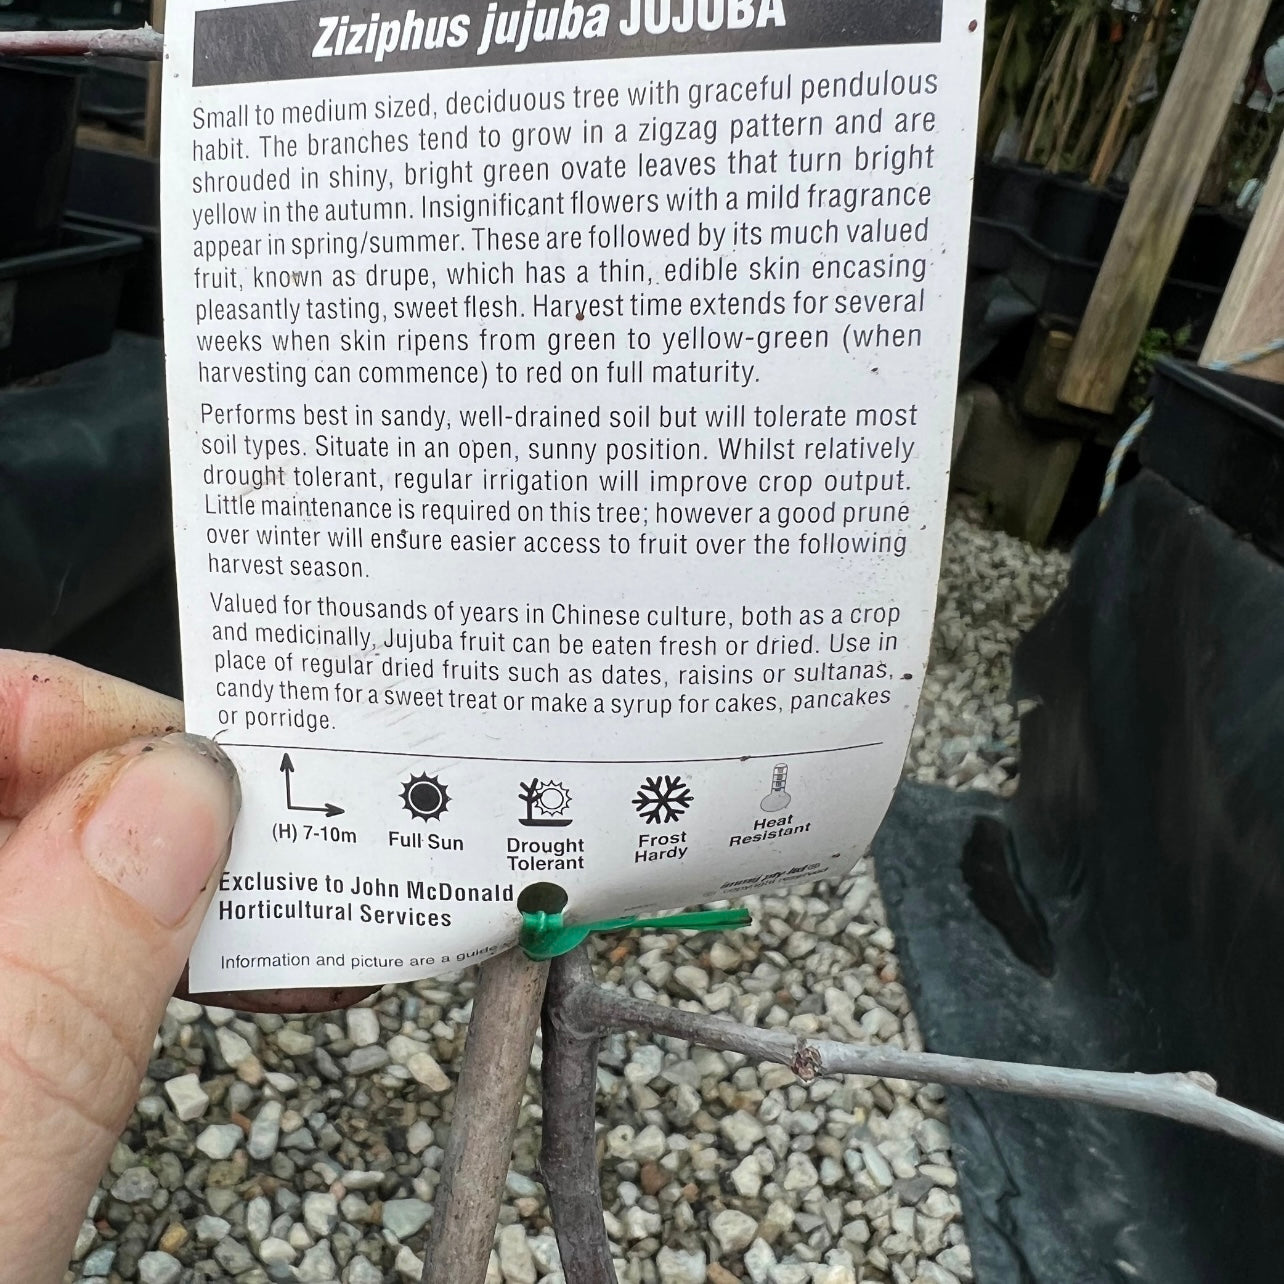 Ziziphus jujuba JUJUBA
Small to medium sized, deciduous tree with graceful pendulous
habit. The branches tend to grow in a zigzag pattern and are
shrouded in shiny, bright green ovate leaves that turn bright
yellow in the autumn. Insignificant flowers with a mild fragrance
appear in spring/summer. These are followed by its much valued
fruit, known as drupe, which has a thin, edible skin encasing
pleasantly tasting, sweet flesh. Harvest time extends for several
weeks when skin ripens from green to yellow-green (when
harvesting can commence) to red on full maturity.
Performs best in sandy, well-drained soil but will tolerate most
soil types. Situate in an open, sunny position. Whilst relatively
drought tolerant, regular irrigation will improve crop output.
Little maintenance is required on this tree; however a good prune
over winter will ensure easier access to fruit over the following
harvest season.
Valued for thousands of years in Chinese culture, both as a crop
and medicinally, Jujuba fruit can be eaten fresh or dried. Use in
place of regular dried fruits such as dates, raisins or sultanas,
candy them for a sweet treat or make a syrup for cakes, pancakes
or porridge.
(H) 7-10m
Full Sun
Drought
Tolerant
Frost
Hardy
Heat
Resistant
Exclusive to John McDonald
Horticultural Services
pty ltd ©
© copyright reserved
Information and picture are a guide